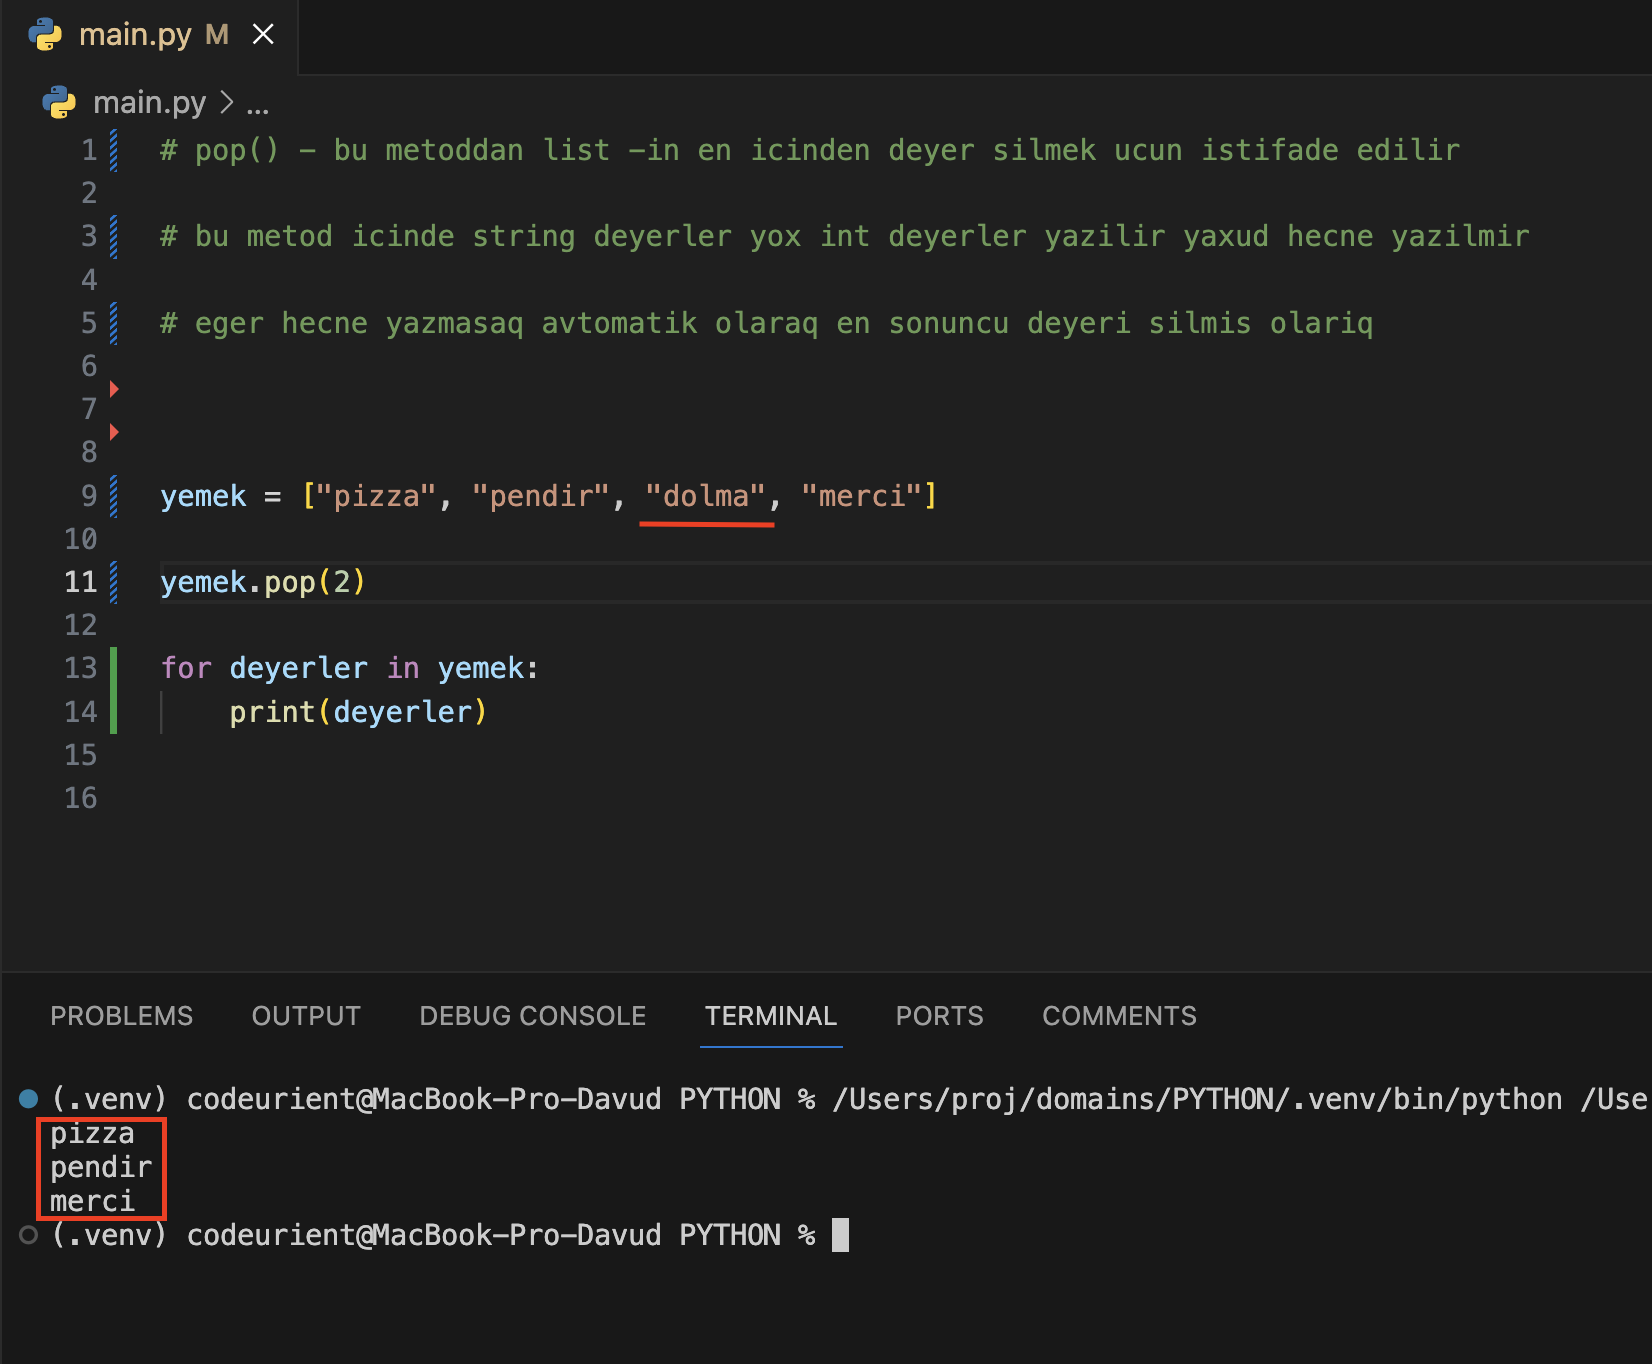 main.py M
main.py > ...
1 # pop() - bu metoddan list -in en icinden deyer silmek ucun istifade edilir
2
3 # bu metod icinde string deyerler yox int deyerler yazilir yaxud hecne yazilmir
4
5 # eger hecne yazmasaq avtomatik olaraq en sonuncu deyeri silmis olariq
6
7
8
9 yemek = ["pizza", "pendir", "dolma", "merci"]
10
11 yemek.pop(2)
12
13 for deyerler in yemek:
14     print(deyerler)
15
16
PROBLEMS OUTPUT DEBUG CONSOLE TERMINAL PORTS COMMENTS
(.venv) codeurient@MacBook-Pro-Davud PYTHON % /Users/proj/domains/PYTHON/.venv/bin/python /Use
pizza
pendir
merci
(.venv) codeurient@MacBook-Pro-Davud PYTHON %